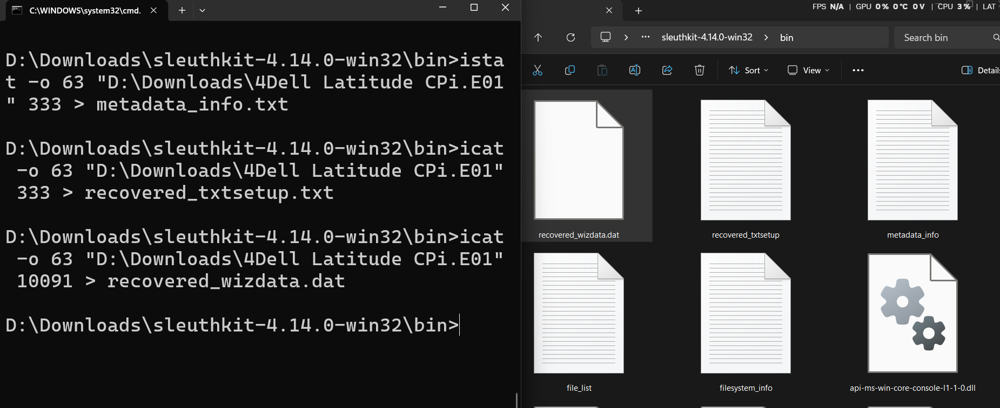 C:\WINDOWS\system32\cmd.
D:\Downloads\sleuthkit-4.14.0-win32\bin>ista
t -o 63 "D:\Downloads\4Dell Latitude CPi.E01
" 333 > metadata_info.txt
D:\Downloads\sleuthkit-4.14.0-win32\bin>icat
-o 63 "D:\Downloads\4Dell Latitude CPi.E01"
333 > recovered_txtsetup.txt
D:\Downloads\sleuthkit-4.14.0-win32\bin>icat
-o 63 "D:\Downloads\4Dell Latitude CPi.E01"
10091 > recovered_wizdata.dat
D:\Downloads\sleuthkit-4.14.0-win32\bin>
FPS N/A | GPU 0% 0°C 0V | CPU 3% | LAT
... sleuthkit-4.14.0-win32 > bin
Search bin
Sort
View
Details
recovered_wizdata.dat
recovered_txtsetup
metadata_info
file_list
filesystem_info
api-ms-win-core-console-l1-1-0.dll